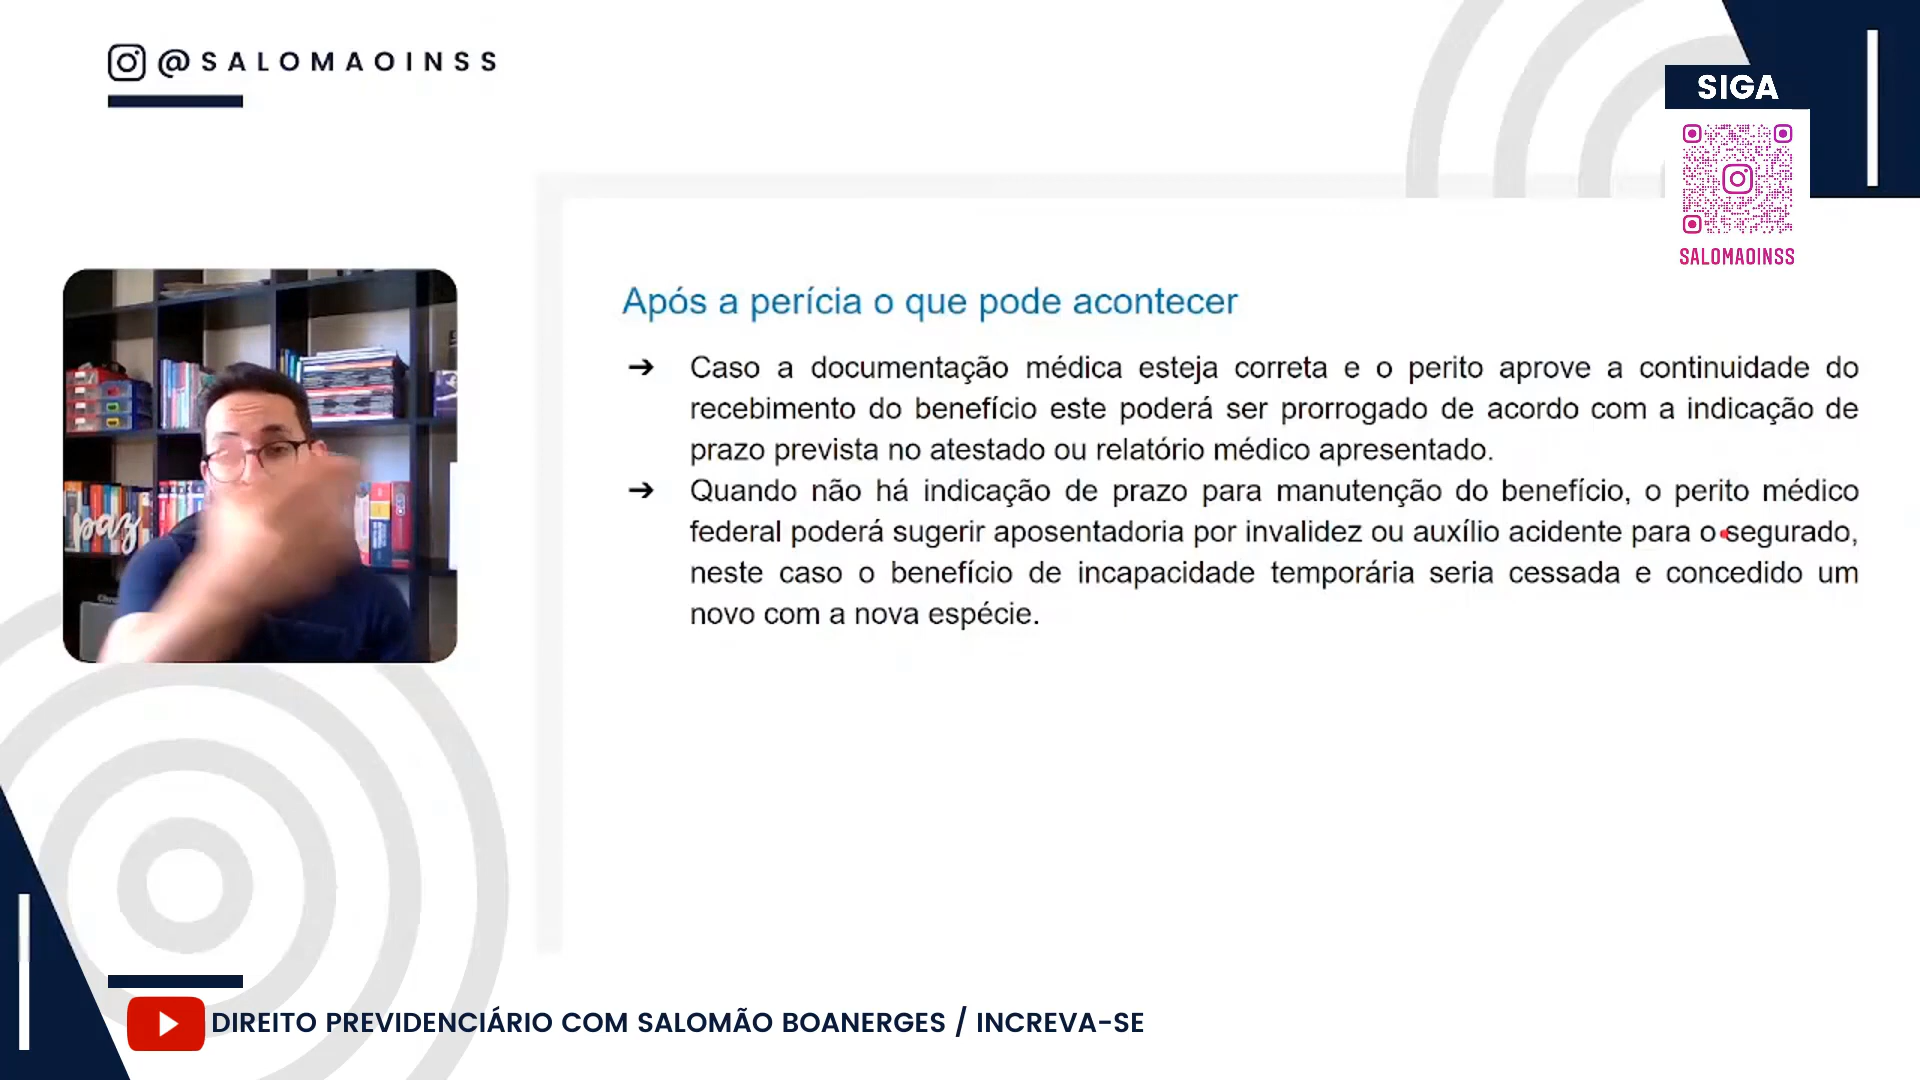 @SALOMAOINSS
SIGA
SALOMAOINSS
Após a perícia o que pode acontecer
➔ Caso a documentação médica esteja correta e o perito aprove a continuidade do
recebimento do benefício este poderá ser prorrogado de acordo com a indicação de
prazo prevista no atestado ou relatório médico apresentado.
➔ Quando não há indicação de prazo para manutenção do benefício, o perito médico
federal poderá sugerir aposentadoria por invalidez ou auxílio acidente para o segurado,
neste caso o benefício de incapacidade temporária seria cessada e concedido um
novo com a nova espécie.
paz
DIREITO PREVIDENCIÁRIO COM SALOMÃO BOANERGES / INCREVA-SE